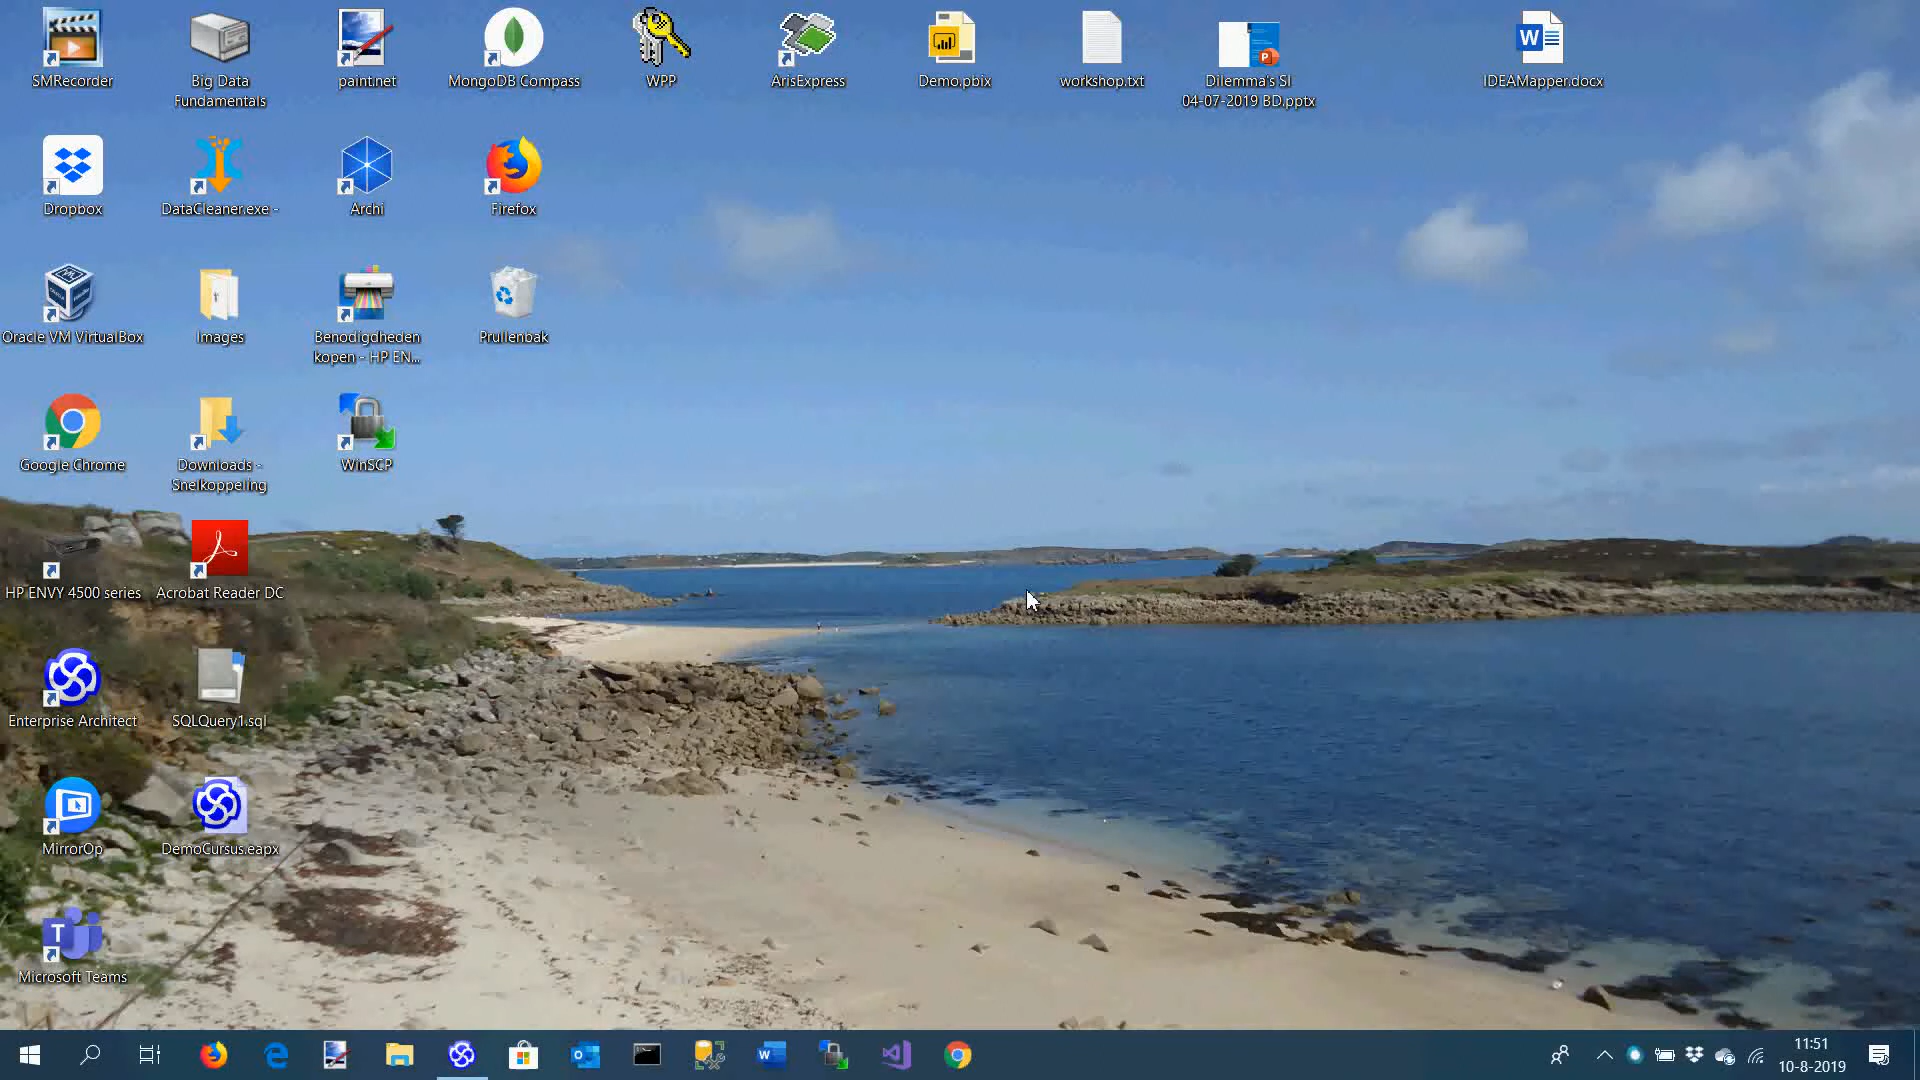 SMRecorder
Big Data
Fundamentals
paint.net
MongoDB Compass
WPP
ArisExpress
Demo.pbix
workshop.txt
Dilemma's SI
04-07-2019 BD.pptx
IDEAMapper.docx
Dropbox
DataCleaner.exe -
Archi
Firefox
Oracle VM VirtualBox
Images
Benodigdheden
kopen - HP EN...
Prullenbak
Google Chrome
Downloads -
Snelkoppeling
WinSCP
HP ENVY 4500 series
Acrobat Reader DC
Enterprise Architect
SQLQuery1.sql
MirrorOp
DemoCursus.eapx
Microsoft Teams
11:51
10-8-2019